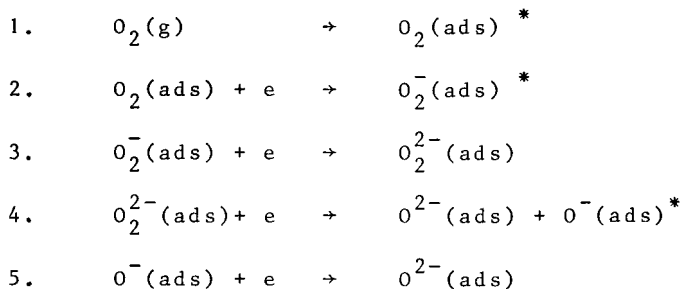 1. O₂(g) → O₂(ads) *
2. O₂(ads) + e → O₂⁻(ads) *
3. O₂⁻(ads) + e → O₂²⁻(ads)
4. O₂²⁻(ads)+ e → O²⁻(ads) + O⁻(ads)*
5. O⁻(ads) + e → O²⁻(ads)